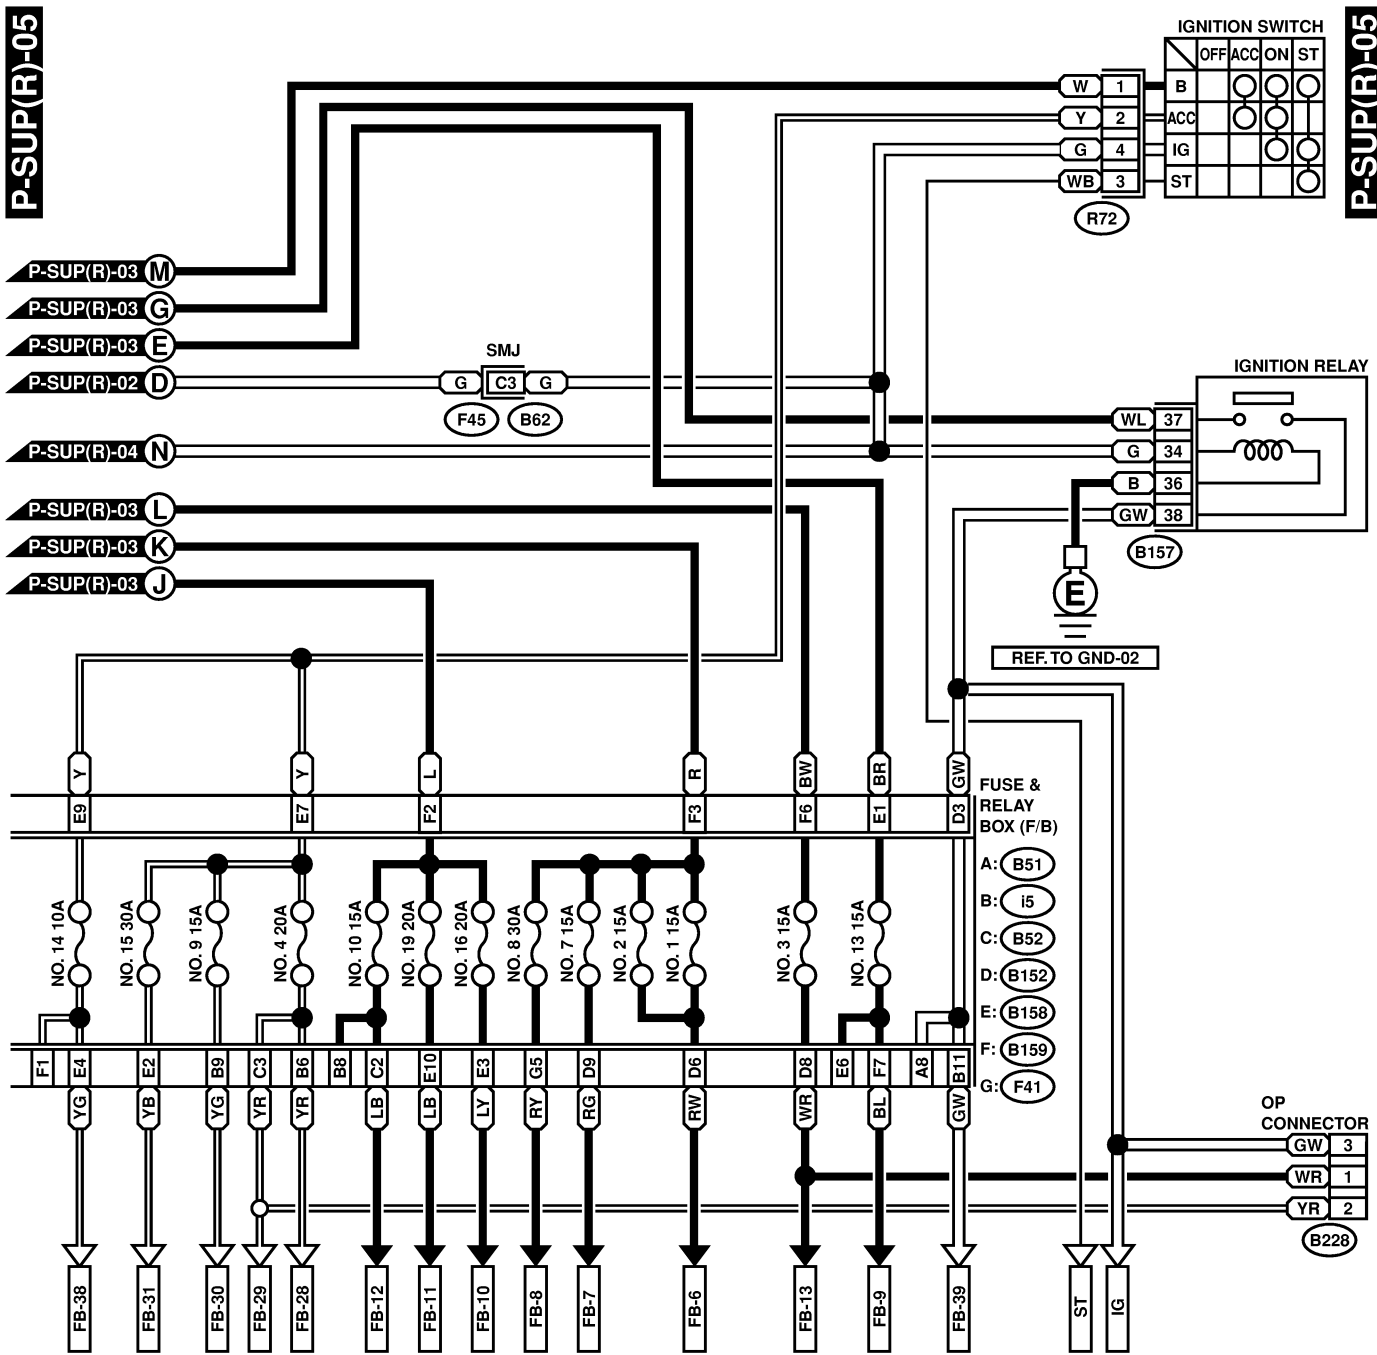 P-SUP(R)-05
P-SUP(R)-05
IGNITION SWITCH
OFF ACC ON ST
W 1 B
Y 2 ACC
G 4 IG
WB 3 ST
R72
P-SUP(R)-03 M
P-SUP(R)-03 G
P-SUP(R)-03 E
SMJ
P-SUP(R)-02 D
G C3 G
F45 B62
P-SUP(R)-04 N
IGNITION RELAY
WL 37
G 34
B 36
GW 38
B157
P-SUP(R)-03 L
P-SUP(R)-03 K
P-SUP(R)-03 J
E
REF. TO GND-02
Y Y L R BW BR GW
E9 E7 F2 F3 F6 E1 D3
FUSE &
RELAY
BOX (F/B)
A: B51
B: i5
C: B52
D: B152
E: B158
F: B159
G: F41
NO. 14 10A
NO. 15 30A
NO. 9 15A
NO. 4 20A
NO. 10 15A
NO. 19 20A
NO. 16 20A
NO. 8 30A
NO. 7 15A
NO. 2 15A
NO. 1 15A
NO. 3 15A
NO. 13 15A
F1 E4 E2 B9 C3 B6 B8 C2 E10 E3 G5 D9 D6 D8 E6 F7 A8 B11
YG YB YG YR YR LB LB LY RY RG RW WR BL GW
OP
CONNECTOR
GW 3
WR 1
YR 2
B228
FB-38 FB-31 FB-30 FB-29 FB-28 FB-12 FB-11 FB-10 FB-8 FB-7 FB-6 FB-13 FB-9 FB-39 ST IG